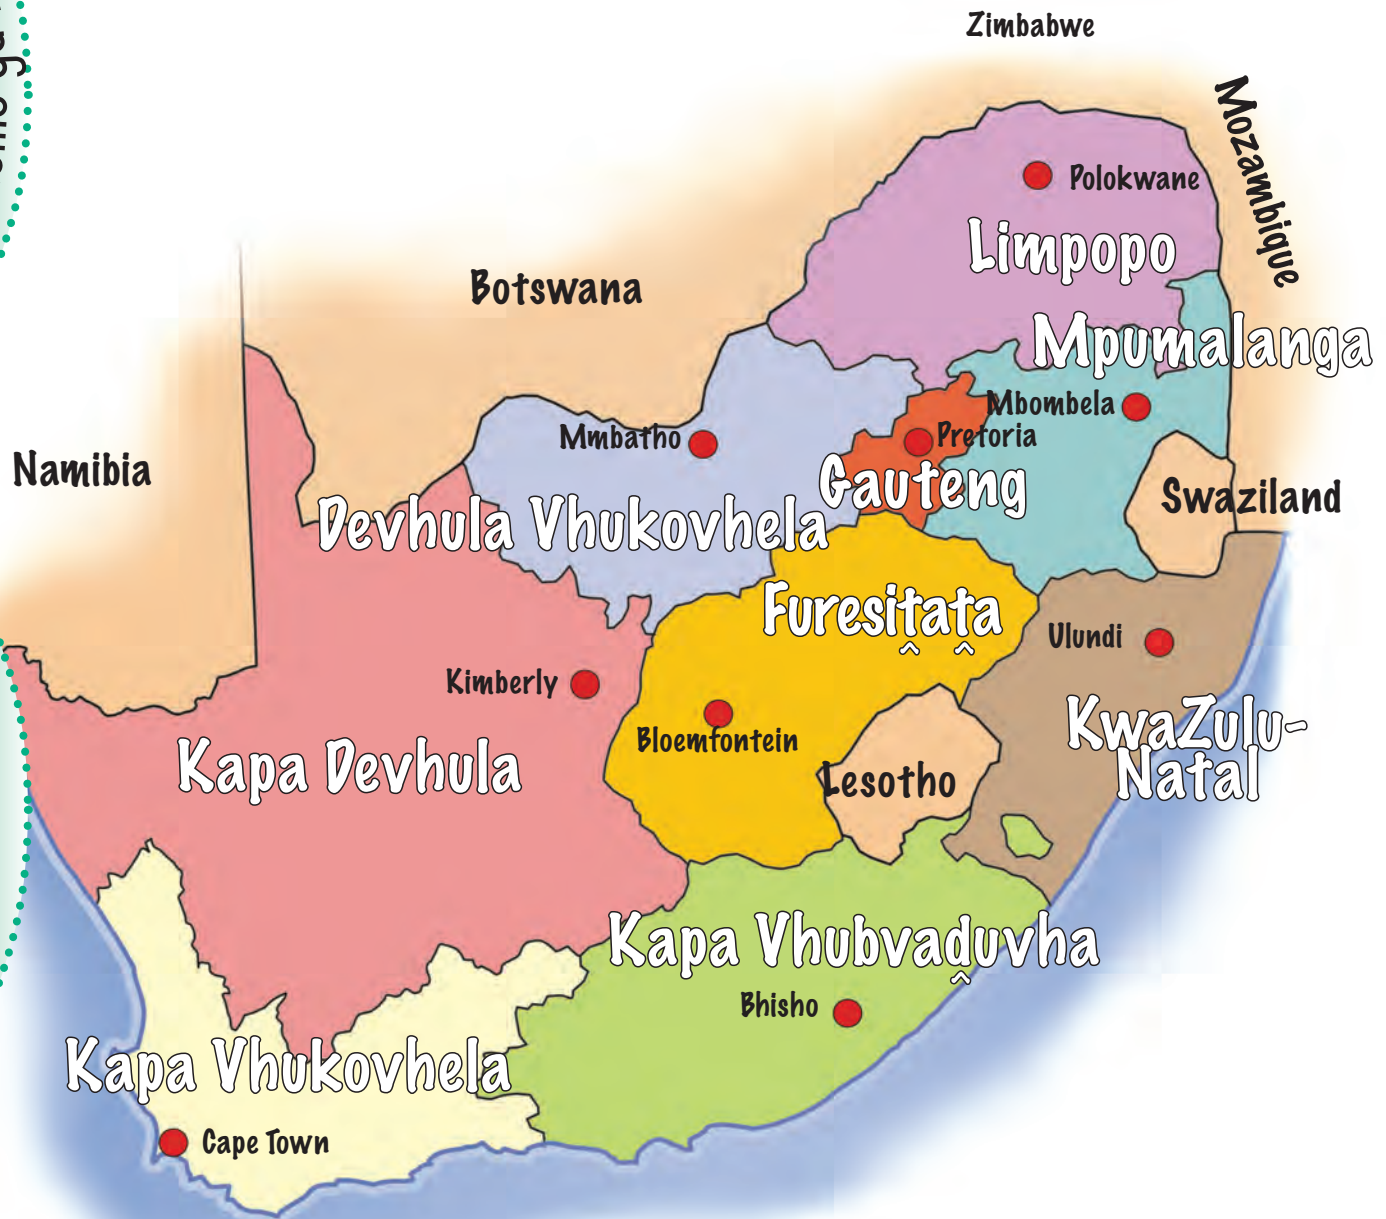 Zimbabwe
Mozambique
Polokwane
Limpopo
Botswana
Mpumalanga
Mbombela
Mmbatho
Pretoria
Namibia
Gauteng
Swaziland
Devhula Vhukovhela
Furesiṱaṱa
Ulundi
Kimberly
KwaZulu-
Natal
Bloemfontein
Kapa Devhula
Lesotho
Kapa Vhubvaḓuvha
Bhisho
Kapa Vhukovhela
Cape Town